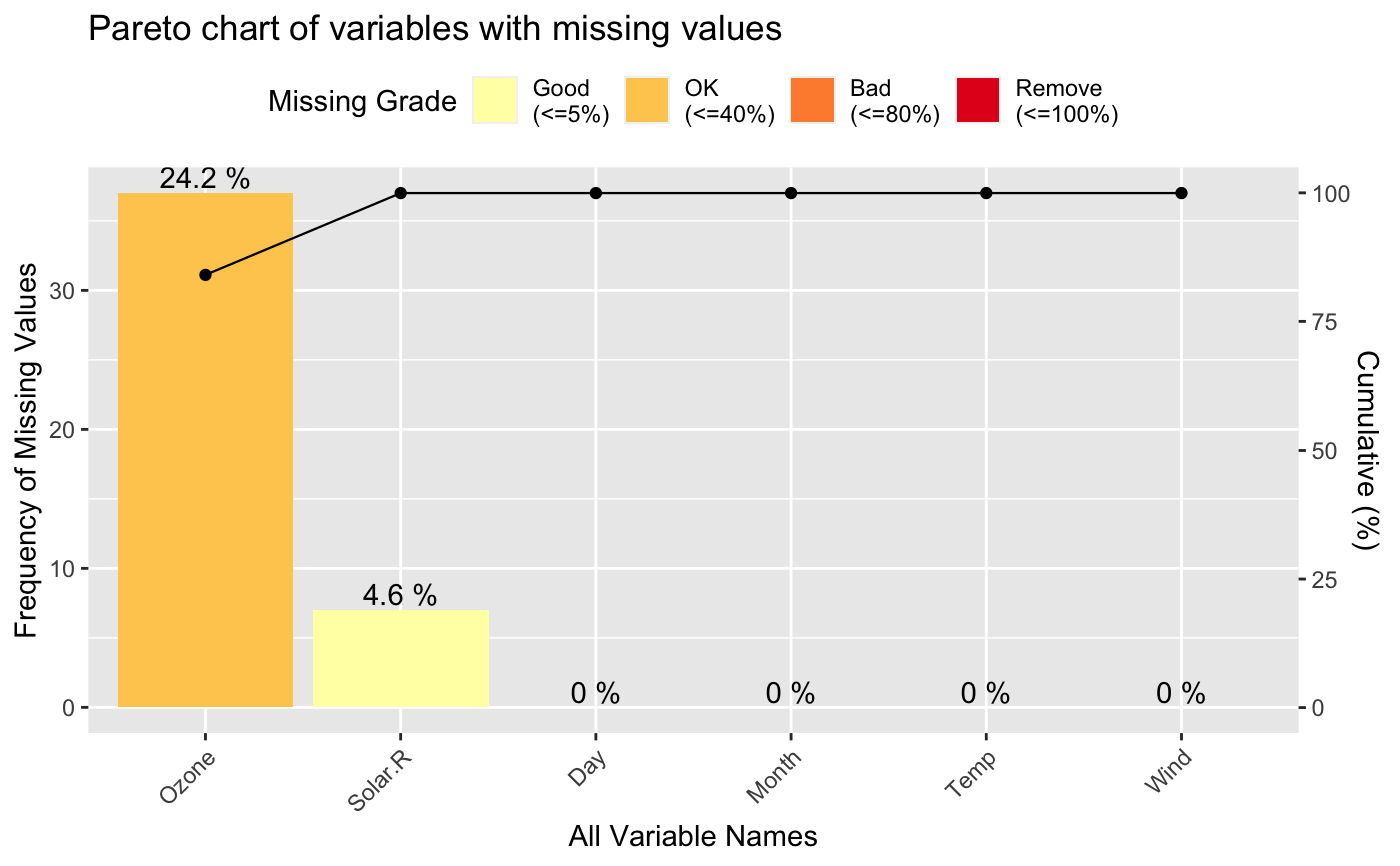 Pareto chart of variables with missing values
Missing Grade
Good
(<=5%)
OK
(<=40%)
Bad
(<=80%)
Remove
(<=100%)
Frequency of Missing Values
30
20
10
0
24.2 %
4.6 %
0 %
0 %
0 %
0 %
100
75
50
25
0
Cumulative (%)
Ozone
Solar.R
Day
Month
Temp
Wind
All Variable Names